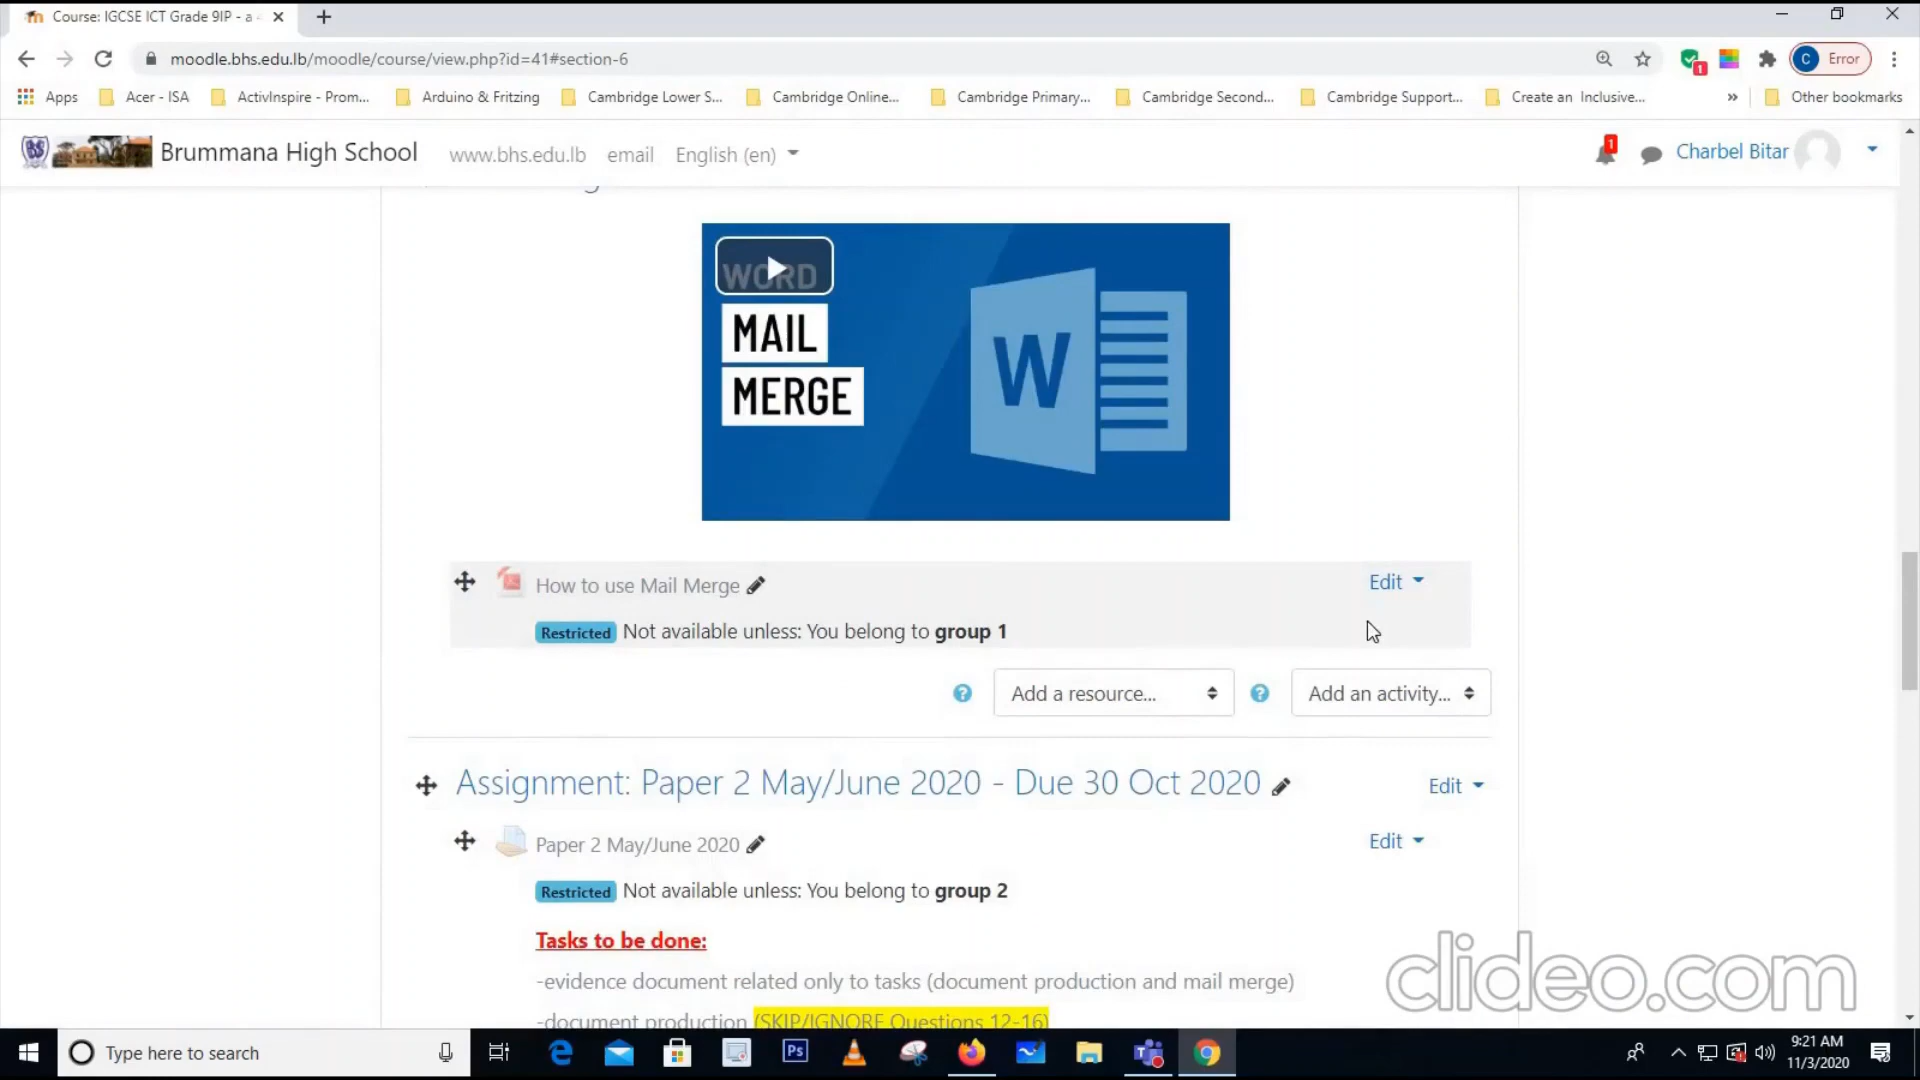 Course: IGCSE ICT Grade 9IP - a
moodle.bhs.edu.lb/moodle/course/view.php?id=41#section-6
1
C Error
Apps Acer - ISA ActivInspire - Prom... Arduino & Fritzing Cambridge Lower S... Cambridge Online... Cambridge Primary... Cambridge Second... Cambridge Support... Create an Inclusive... » Other bookmarks
BHS Brummana High School www.bhs.edu.lb email English (en) 1 Charbel Bitar
WORD
MAIL
MERGE
W
How to use Mail Merge Edit
Restricted Not available unless: You belong to group 1
? Add a resource... ? Add an activity...
Assignment: Paper 2 May/June 2020 - Due 30 Oct 2020 Edit
Paper 2 May/June 2020 Edit
Restricted Not available unless: You belong to group 2
Tasks to be done:
-evidence document related only to tasks (document production and mail merge)
-document production (SKIP/IGNORE Questions 12-16)
clideo.com
Type here to search Ps 9:21 AM
11/3/2020